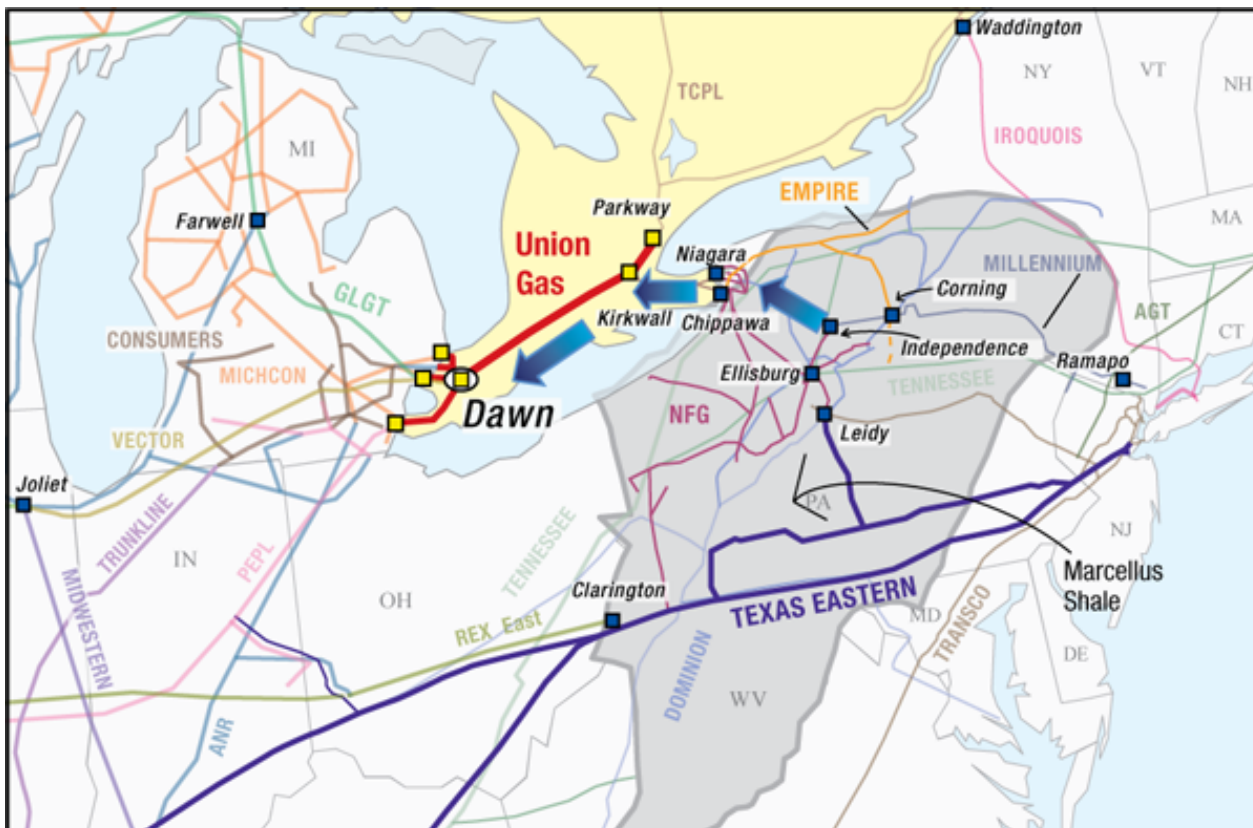 Waddington
NY
VT
NH
TCPL
IROQUOIS
MI
EMPIRE
Parkway
Farwell
MA
Union
Gas
Niagara
MILLENNIUM
Corning
GLGT
AGT
Kirkwall
Chippawa
CT
CONSUMERS
Independence
Ramapo
MICHCON
Ellisburg
TENNESSEE
Dawn
NFG
VECTOR
Leidy
Joliet
PA
TRUNKLINE
NJ
IN
PEPL
TENNESSEE
Marcellus
Shale
MIDWESTERN
OH
Clarington
TEXAS EASTERN
MD
TRANSCO
REX East
DE
DOMINION
WV
ANR